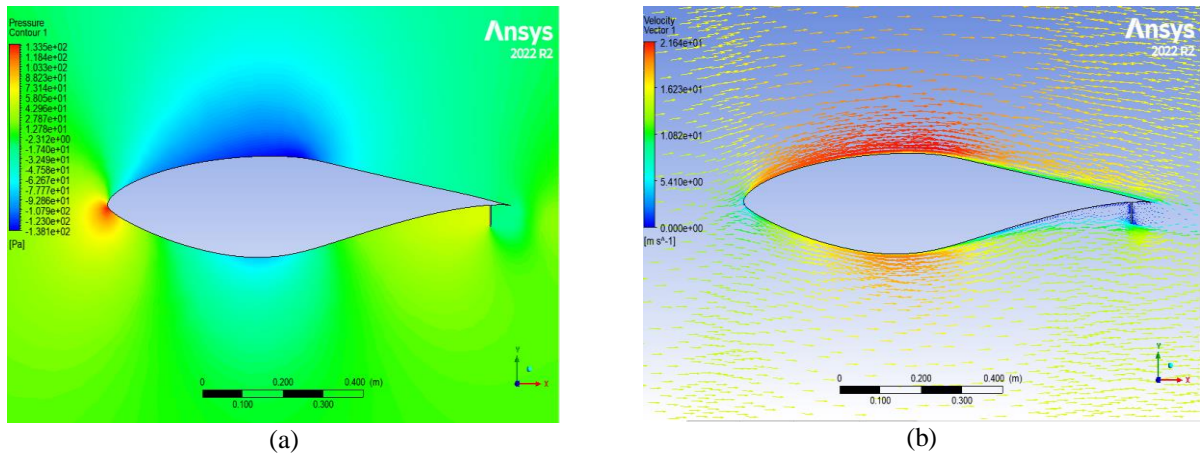 Pressure
Contour 1
1.335e+02
1.184e+02
1.033e+02
8.823e+01
7.314e+01
5.805e+01
4.296e+01
2.787e+01
1.278e+01
-2.312e+00
-1.740e+01
-3.249e+01
-4.758e+01
-6.267e+01
-7.777e+01
-9.286e+01
-1.079e+02
-1.230e+02
-1.381e+02
[Pa]
Ansys
2022 R2
0 0.200 0.400 (m)
0.100 0.300
Y
X
(a)
Velocity
Vector 1
2.164e+01
1.623e+01
1.082e+01
5.410e+00
0.000e+00
[m s^-1]
Ansys
2022 R2
0 0.200 0.400 (m)
0.100 0.300
Y
X
(b)